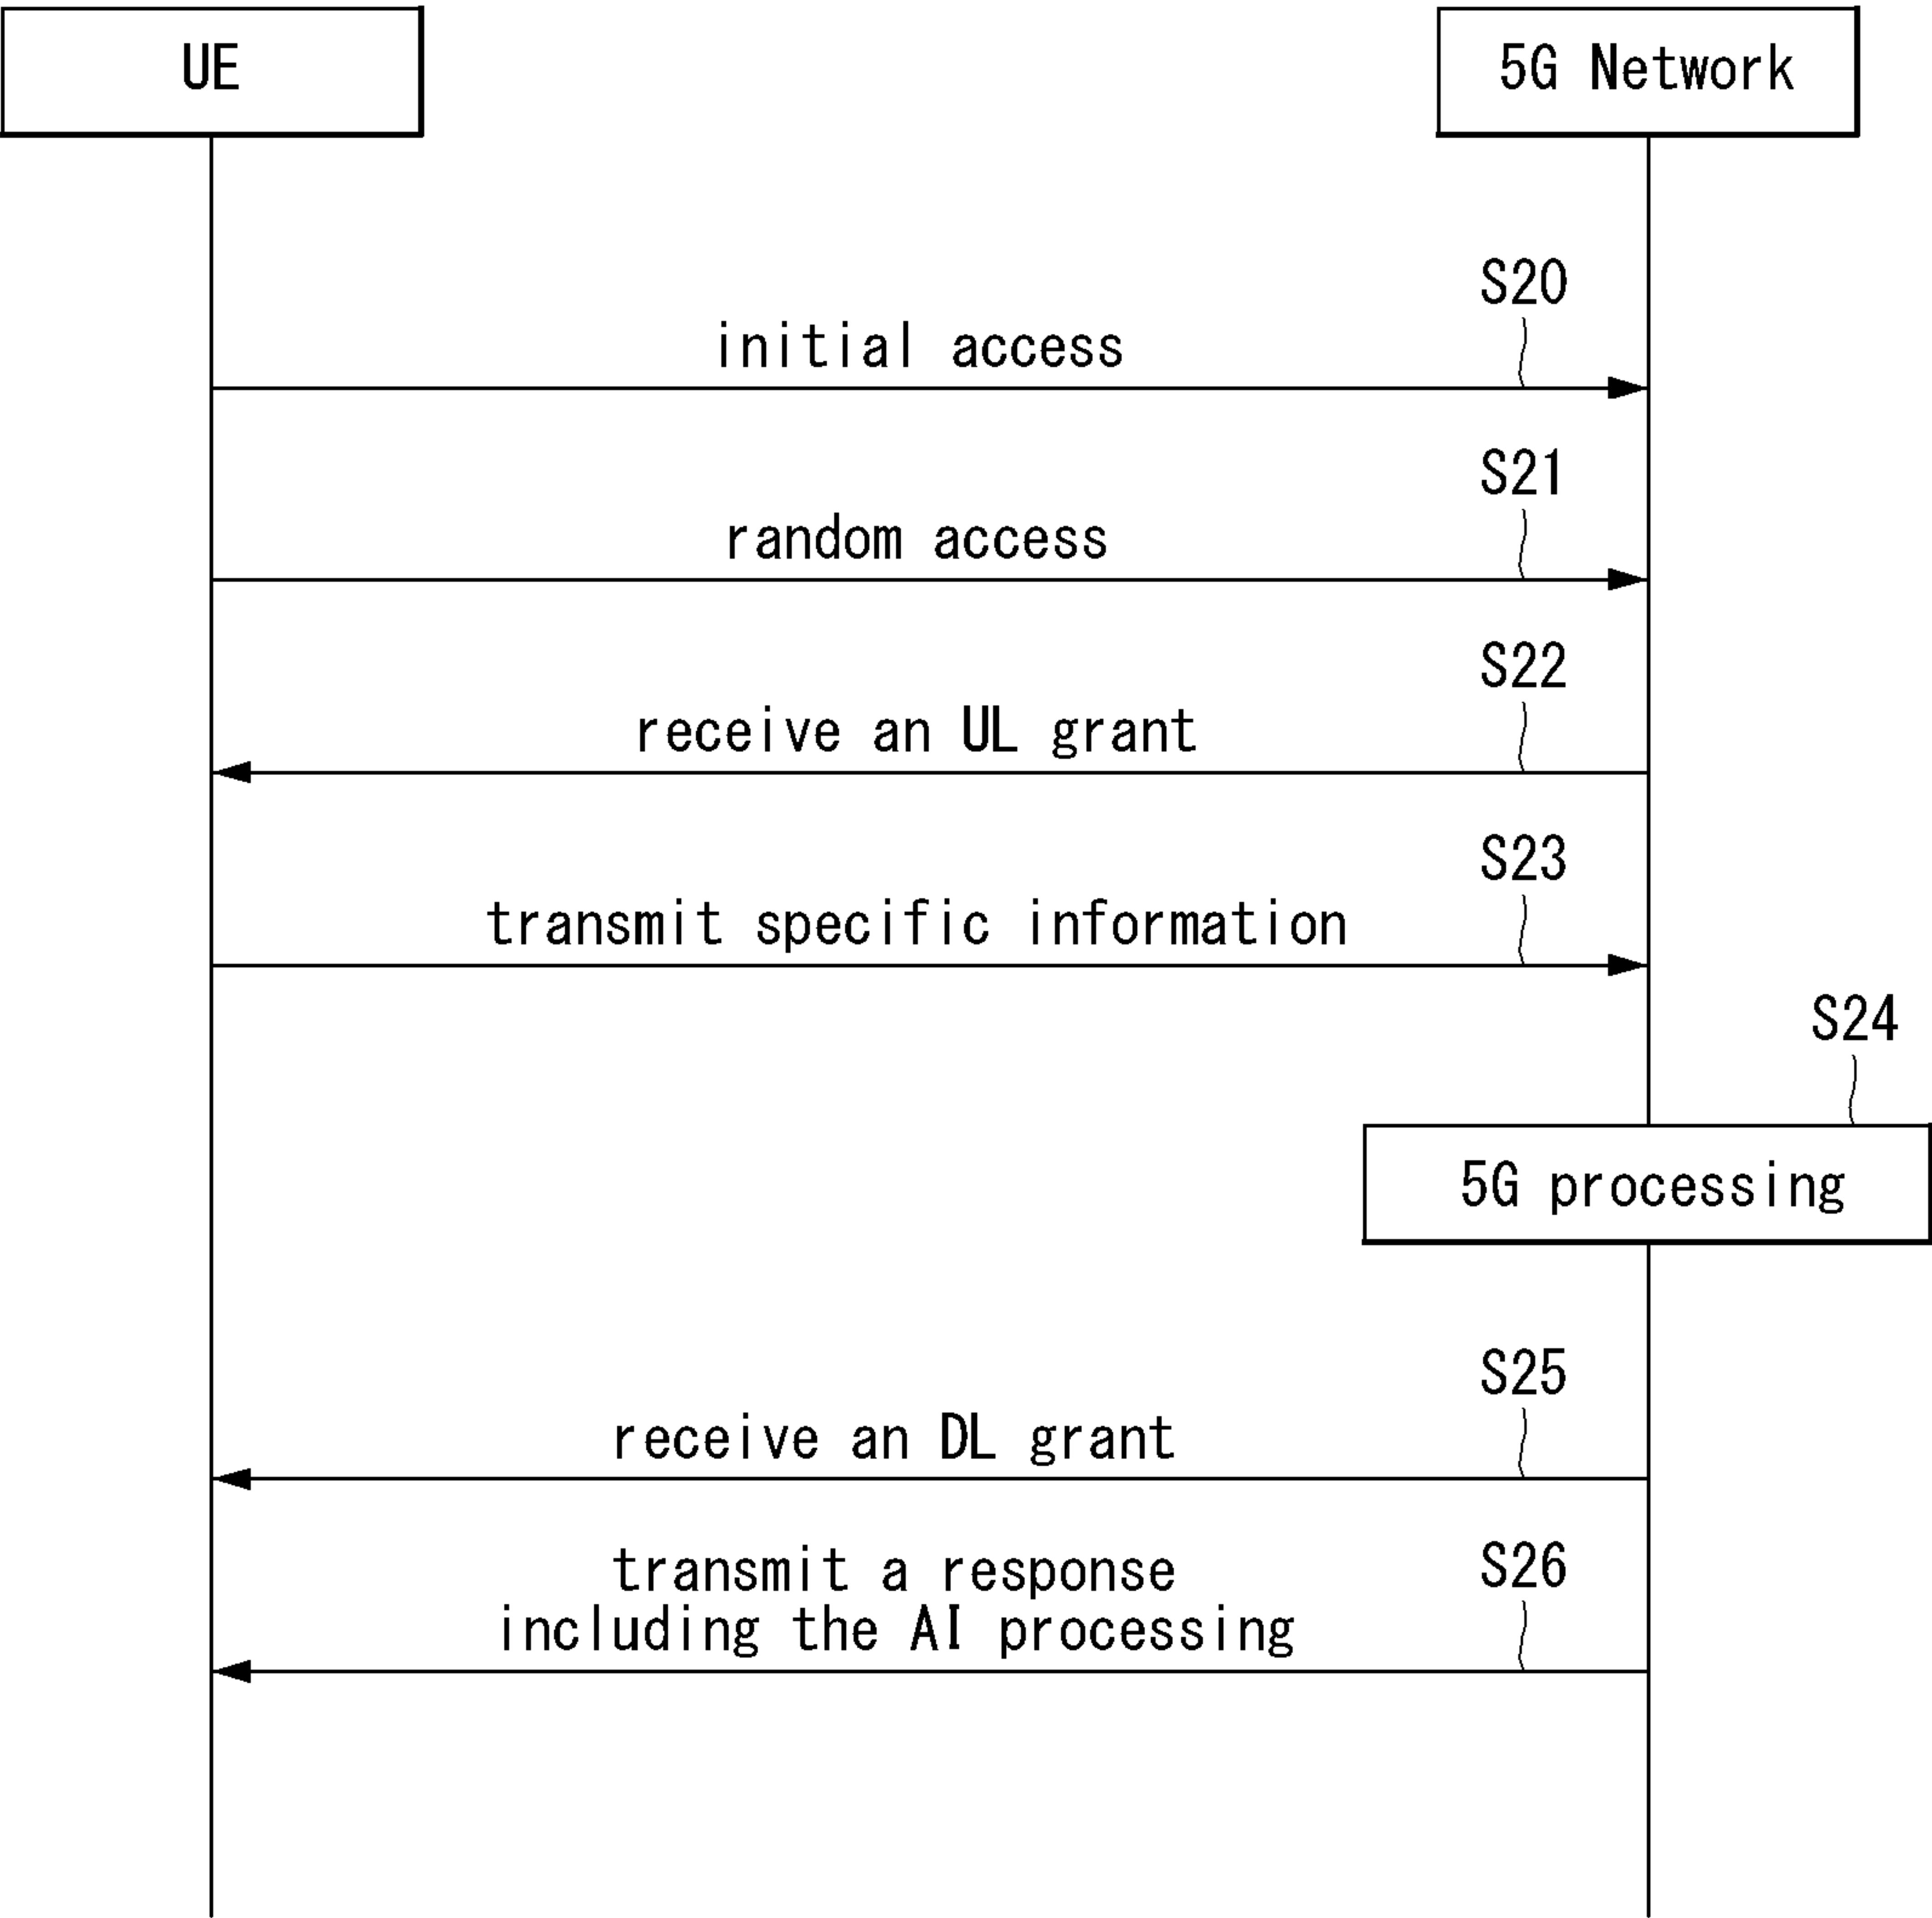 UE
5G Network
S20
initial access
S21
random access
S22
receive an UL grant
S23
transmit specific information
S24
5G processing
S25
receive an DL grant
S26
transmit a response
including the AI processing